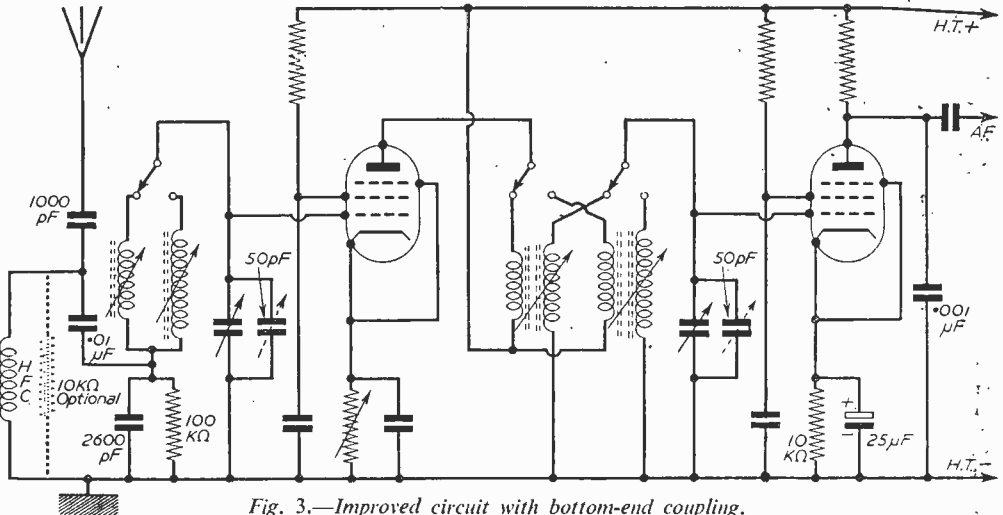 H.T.+
A.F.
1000
pF
50pF
50pF
.01
µF
.001
µF
H
F
C
10KΩ
Optional
2600
pF
100
KΩ
10
KΩ
+
−
25µF
H.T.-
Fig. 3.—Improved circuit with bottom-end coupling.